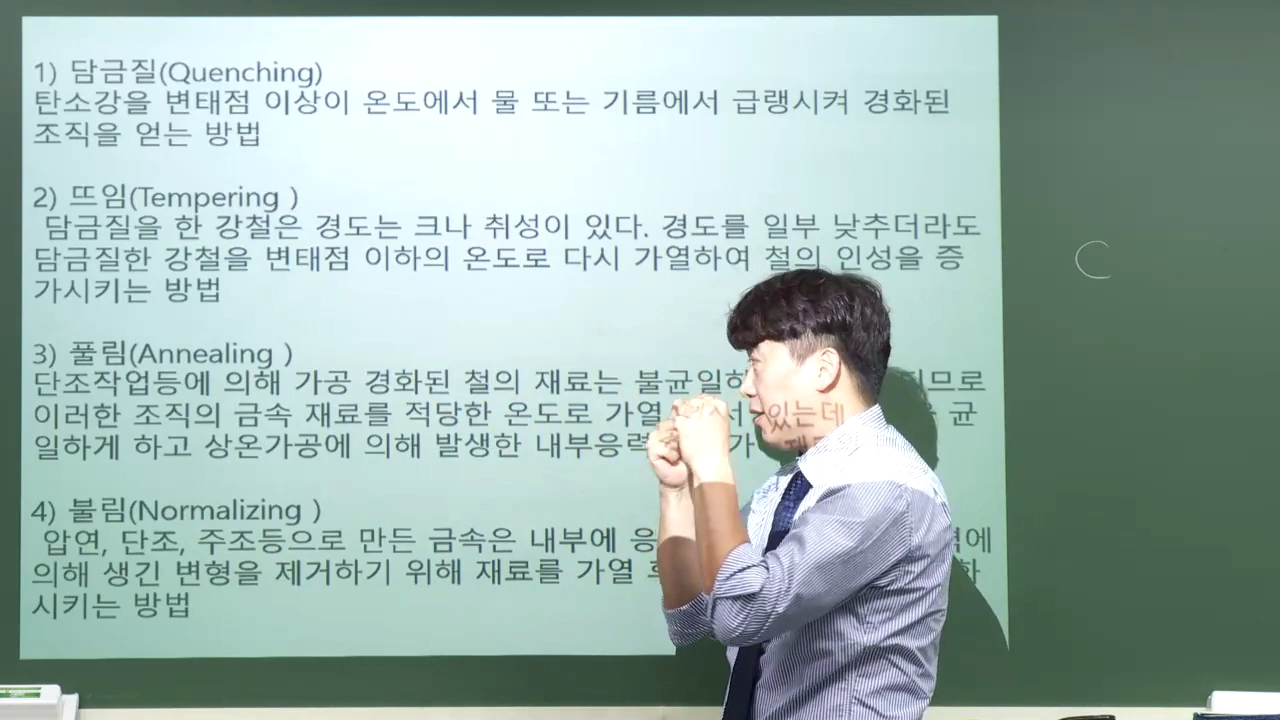 1) 담금질(Quenching)
탄소강을 변태점 이상이 온도에서 물 또는 기름에서 급랭시켜 경화된
조직을 얻는 방법
2) 뜨임(Tempering )
담금질을 한 강철은 경도는 크나 취성이 있다. 경도를 일부 낮추더라도
담금질한 강철을 변태점 이하의 온도로 다시 가열하여 철의 인성을 증
가시키는 방법
3) 풀림(Annealing )
단조작업등에 의해 가공 경화된 철의 재료는 불균일하 지므로
이러한 조직의 금속 재료를 적당한 온도로 가열 서 있는데 균
일하게 하고 상온가공에 의해 발생한 내부응력
4) 불림(Normalizing )
압연, 단조, 주조등으로 만든 금속은 내부에 응 력에
의해 생긴 변형을 제거하기 위해 재료를 가열
시키는 방법
C